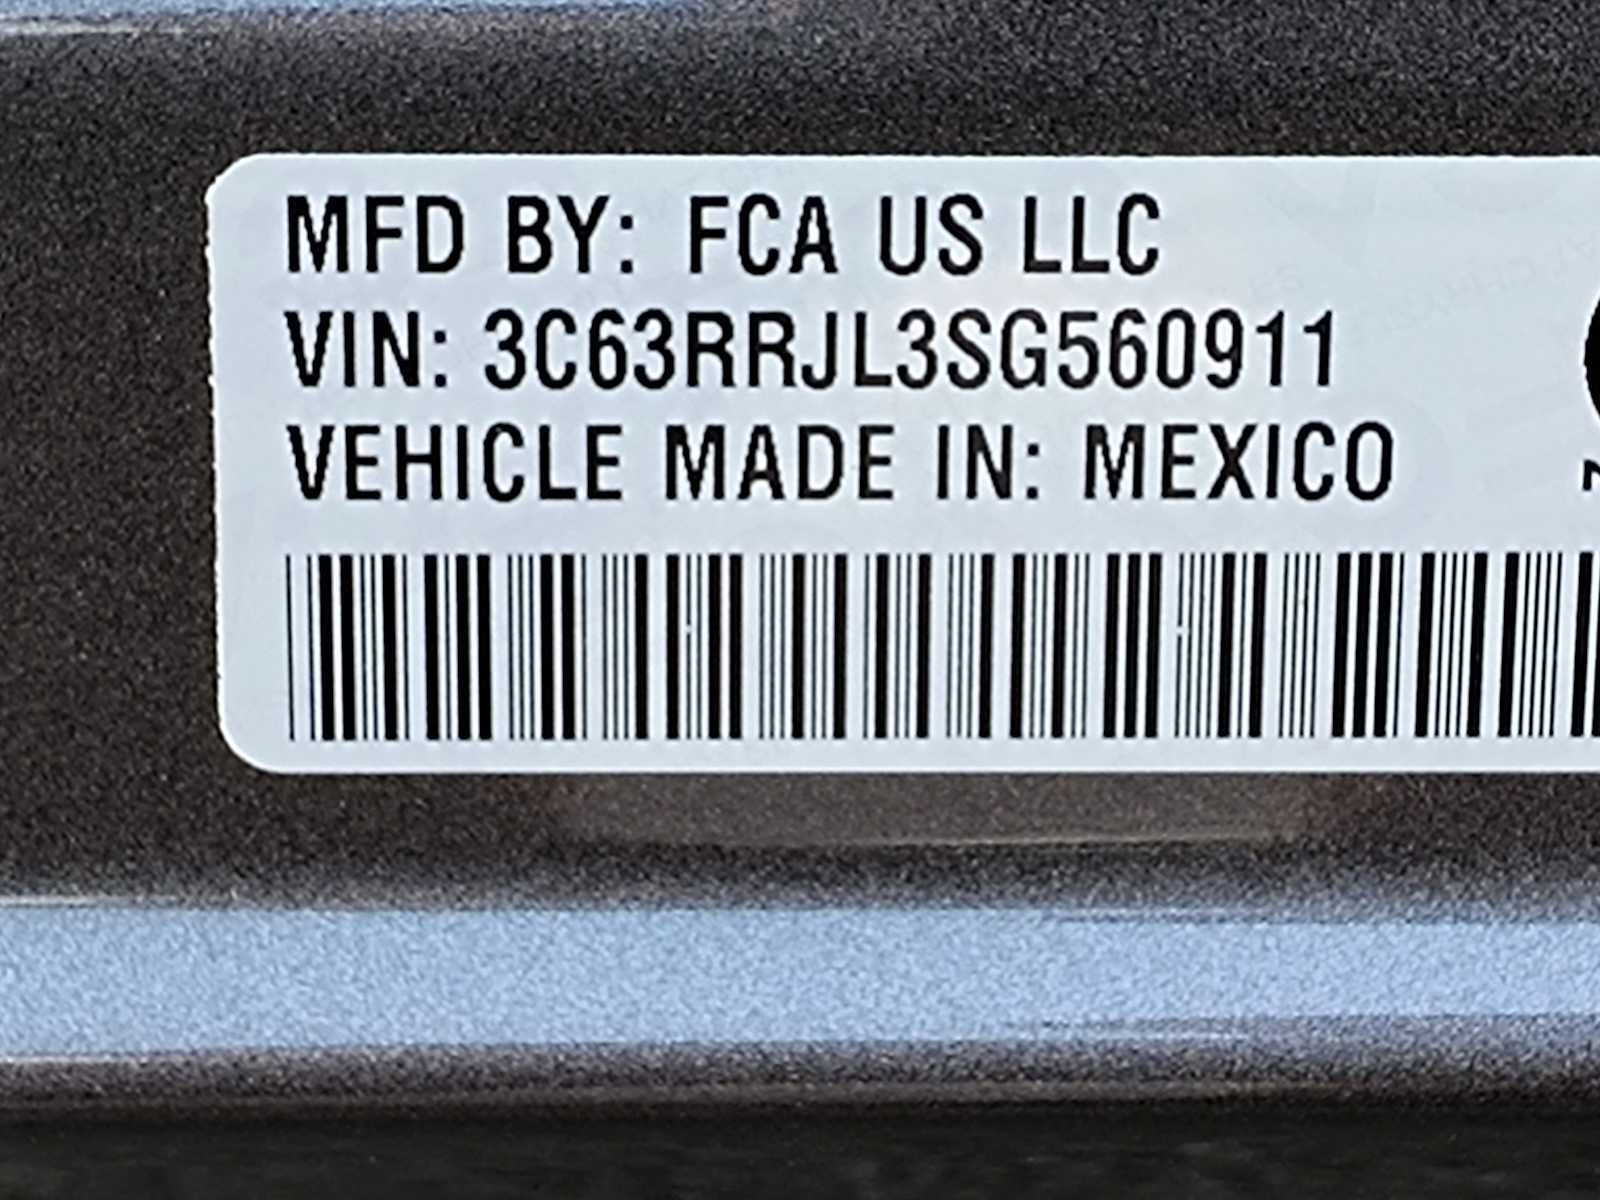 MFD BY: FCA US LLC
VIN: 3C63RRJL3SG560911
VEHICLE MADE IN: MEXICO